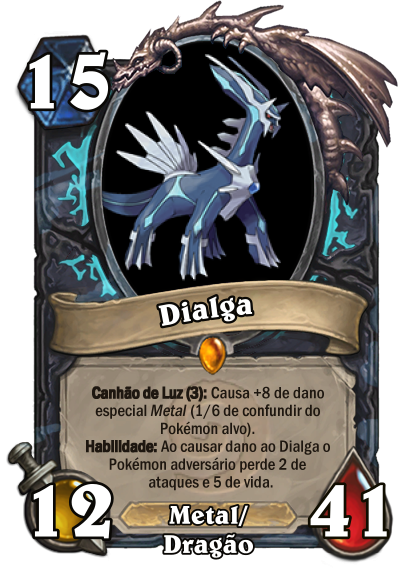 15
Dialga
Canhão de Luz (3): Causa +8 de dano
especial Metal (1/6 de confundir do
Pokémon alvo).
Habilidade: Ao causar dano ao Dialga o
Pokémon adversário perde 2 de
ataques e 5 de vida.
12
Metal/
Dragão
41